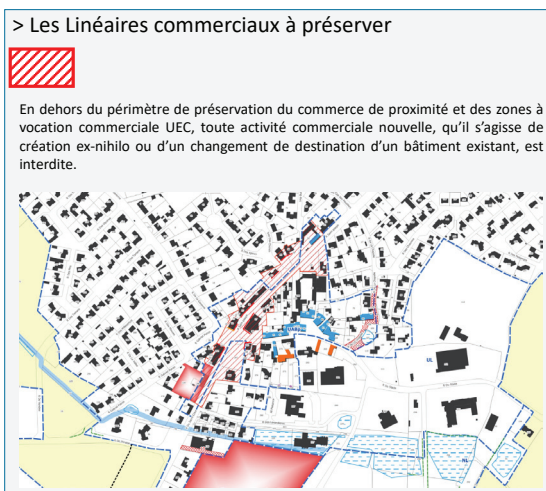 > Les Linéaires commerciaux à préserver
En dehors du périmètre de préservation du commerce de proximité et des zones à
vocation commerciale UEC, toute activité commerciale nouvelle, qu'il s'agisse de
création ex-nihilo ou d'un changement de destination d'un bâtiment existant, est
interdite.
UL